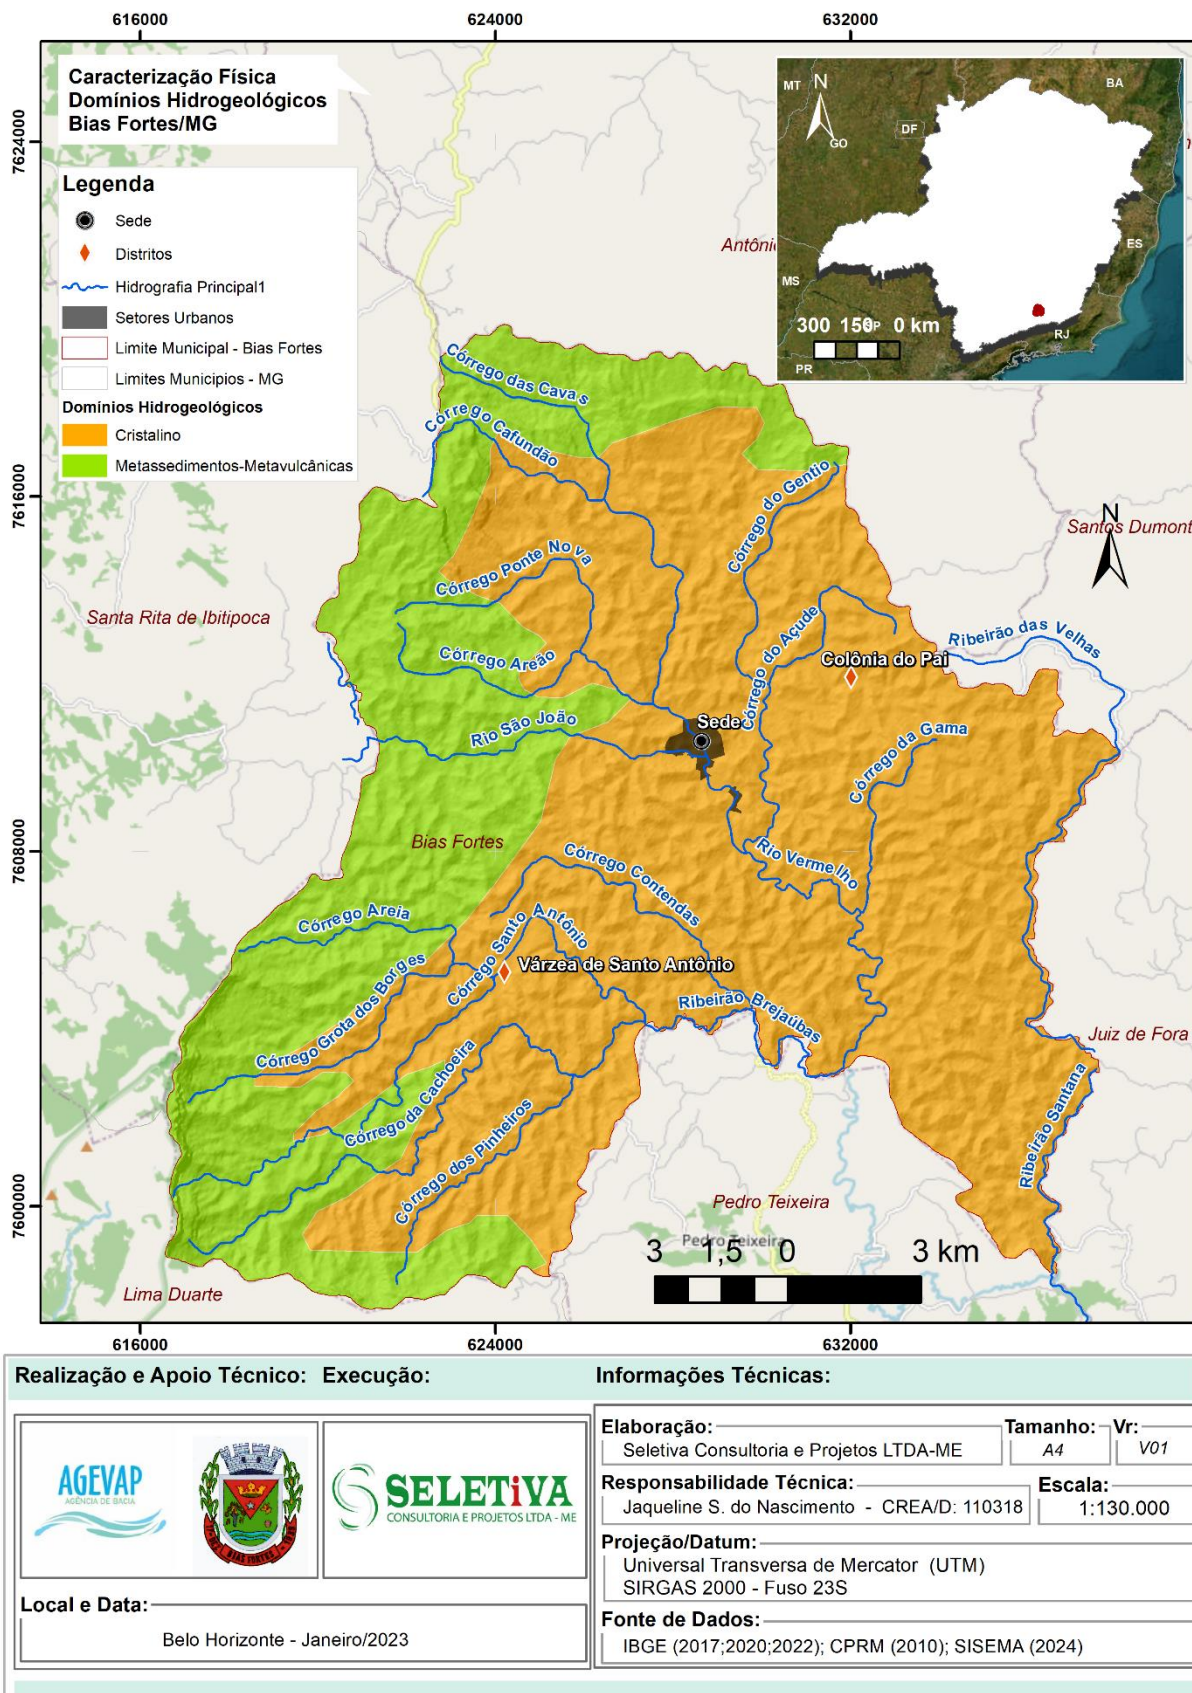 616000
624000
632000
Caracterização Física
Domínios Hidrogeológicos
Bias Fortes/MG
7624000
7616000
7608000
7600000
Legenda
Sede
Distritos
Hidrografia Principal1
Setores Urbanos
Limite Municipal - Bias Fortes
Limites Municipios - MG
Domínios Hidrogeológicos
Cristalino
Metassedimentos-Metavulcânicas
MT
N
BA
DF
GO
ES
MS
300 150 0 km
SP
RJ
PR
Antôni
Córrego das Cavas
Córrego Cafundão
Córrego do Gentio
N
Santos Dumont
Córrego Ponte Nova
Santa Rita de Ibitipoca
Córrego do Açude
Ribeirão das Velhas
Córrego Areão
Colônia do Pai
Rio São João
Sede
Córrego da Gama
Bias Fortes
Córrego Contendas
Rio Vermelho
Córrego Areia
Córrego Santo Antônio
Córrego Grota dos Borges
Várzea de Santo Antônio
Ribeirão Brejaúbas
Juiz de Fora
Córrego da Cachoeira
Córrego dos Pinheiros
Ribeirão Santana
Pedro Teixeira
Pedro Teixeira
3 1,5 0 3 km
Lima Duarte
616000
624000
632000
Realização e Apoio Técnico:
Execução:
Informações Técnicas:
AGEVAP
AGÊNCIA DE BACIA
BIAS FORTES
SELETiVA
CONSULTORIA E PROJETOS LTDA - ME
Local e Data:
Belo Horizonte - Janeiro/2023
Elaboração:
Seletiva Consultoria e Projetos LTDA-ME
Tamanho:
A4
Vr:
V01
Responsabilidade Técnica:
Jaqueline S. do Nascimento - CREA/D: 110318
Escala:
1:130.000
Projeção/Datum:
Universal Transversa de Mercator (UTM)
SIRGAS 2000 - Fuso 23S
Fonte de Dados:
IBGE (2017;2020;2022); CPRM (2010); SISEMA (2024)